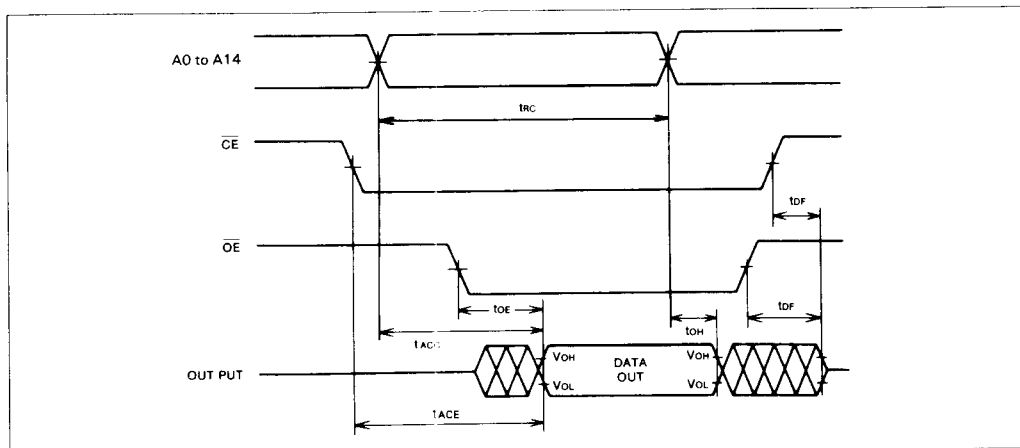 A0 to A14
tRC
CE
tDF
OE
tOE
tDF
tACC
tOH
OUT PUT
VOH
VOL
DATA
OUT
VOH
VOL
tACE